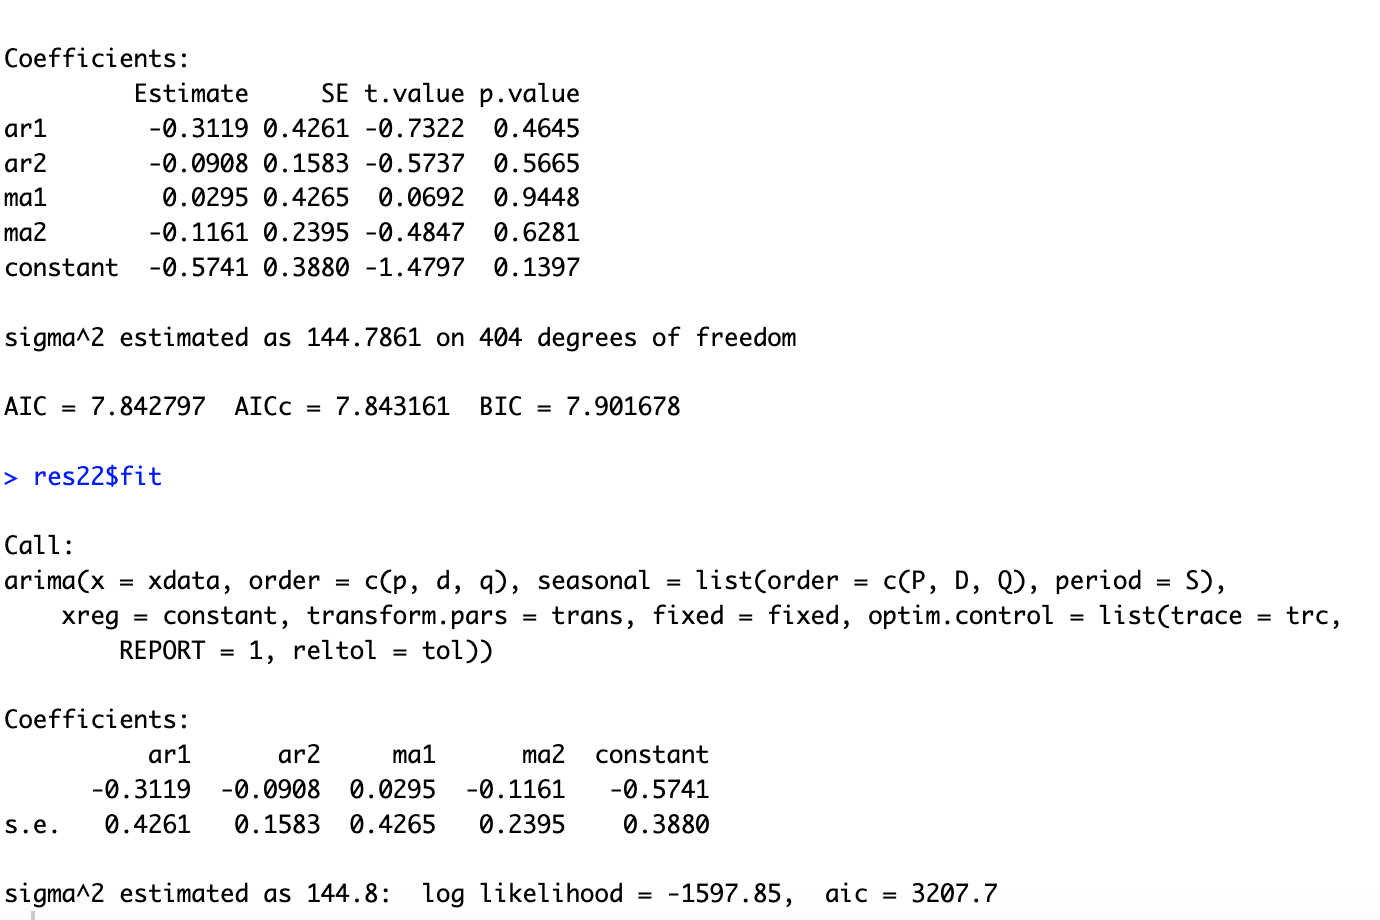 Coefficients:
         Estimate     SE t.value p.value
ar1       -0.3119 0.4261 -0.7322  0.4645
ar2       -0.0908 0.1583 -0.5737  0.5665
ma1        0.0295 0.4265  0.0692  0.9448
ma2       -0.1161 0.2395 -0.4847  0.6281
constant  -0.5741 0.3880 -1.4797  0.1397
sigma^2 estimated as 144.7861 on 404 degrees of freedom
AIC = 7.842797  AICc = 7.843161  BIC = 7.901678
> res22$fit
Call:
arima(x = xdata, order = c(p, d, q), seasonal = list(order = c(P, D, Q), period = S),
    xreg = constant, transform.pars = trans, fixed = fixed, optim.control = list(trace = trc,
        REPORT = 1, reltol = tol))
Coefficients:
          ar1      ar2     ma1      ma2  constant
      -0.3119  -0.0908  0.0295  -0.1161   -0.5741
s.e.   0.4261   0.1583  0.4265   0.2395    0.3880
sigma^2 estimated as 144.8:  log likelihood = -1597.85,  aic = 3207.7